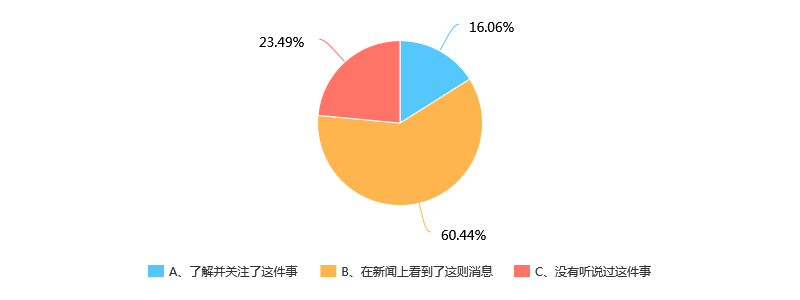 16.06%
23.49%
60.44%
A、了解并关注了这件事
B、在新闻上看到了这则消息
C、没有听说过这件事